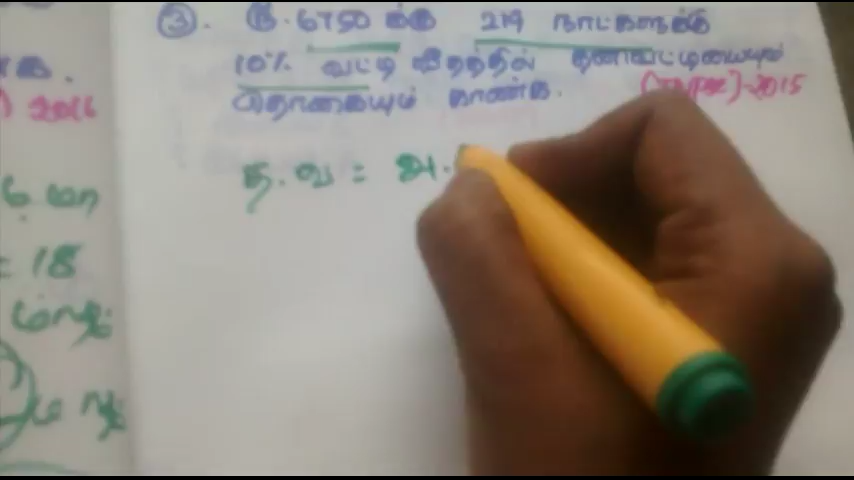 2016
மா
= 18
③. ரூ. 6750 க்கு 219 நாட்களுக்கு
10% வட்டி வீதத்தில் தனிவட்டியையும்
தொகையும் காண்க. 2015
த.வ = அ.